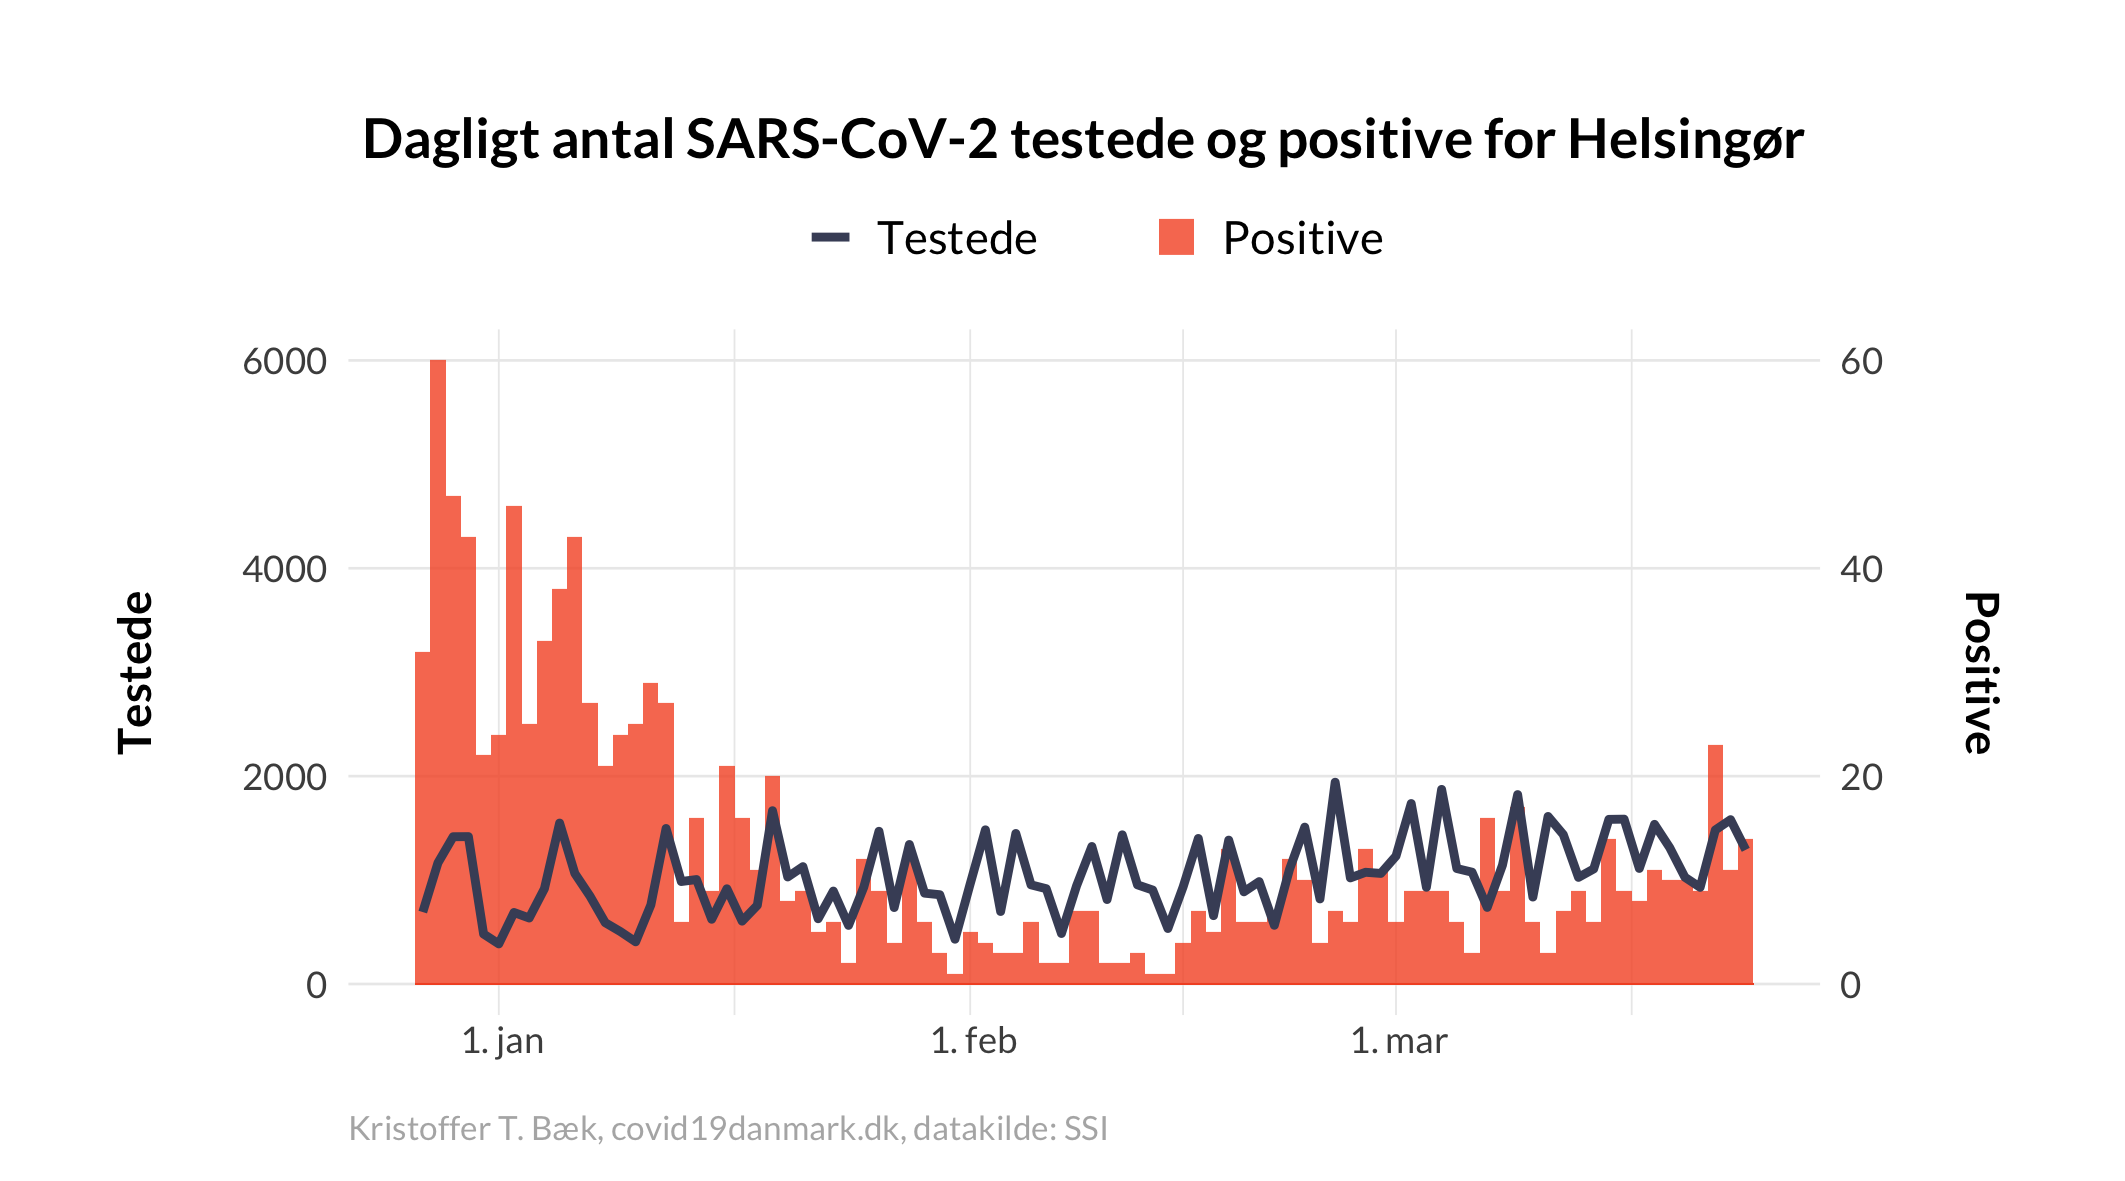 Dagligt antal SARS-CoV-2 testede og positive for Helsingør
Testede
Positive
6000
4000
2000
0
Testede
60
40
20
0
Positive
1. jan
1. feb
1. mar
Kristoffer T. Bæk, covid19danmark.dk, datakilde: SSI